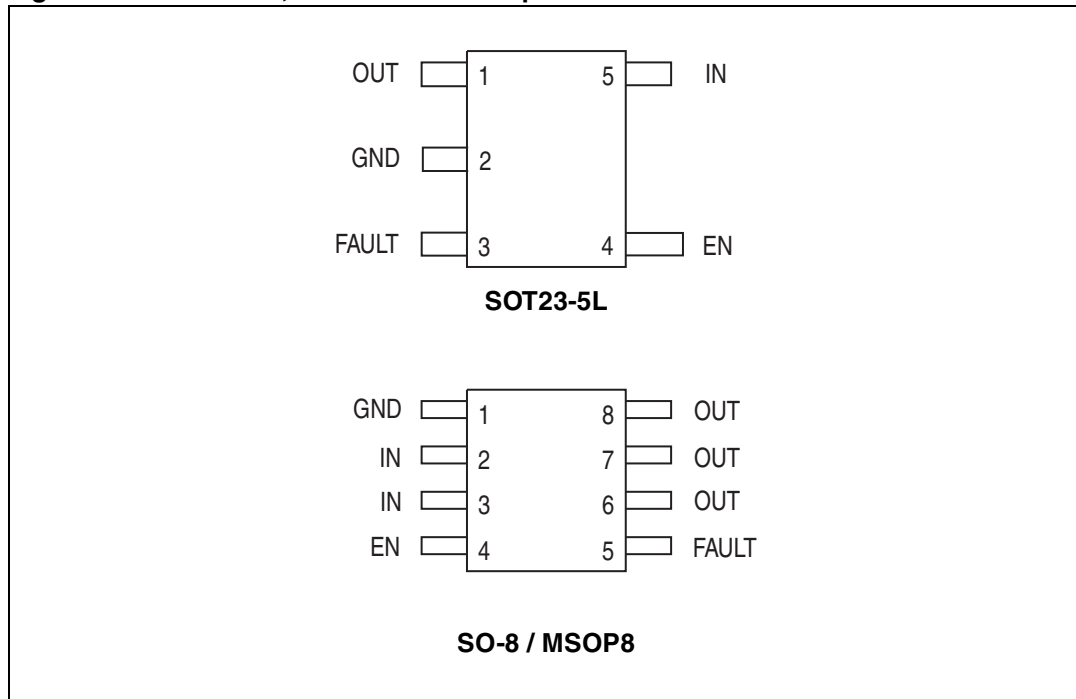 OUT 1 5 IN
GND 2
FAULT 3 4 EN
SOT23-5L
GND 1 8 OUT
IN 2 7 OUT
IN 3 6 OUT
EN 4 5 FAULT
SO-8 / MSOP8